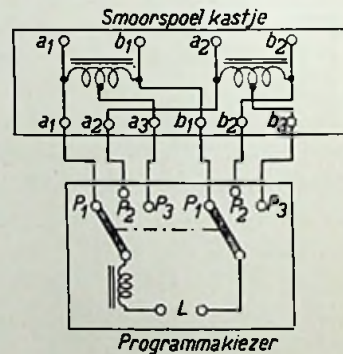 Smoorspoel kastje
a1 b1 a2 b2
a1 a2 a3 b1 b2 b3
P1 P2 P3 P1 P2 P3
L
Programmakiezer